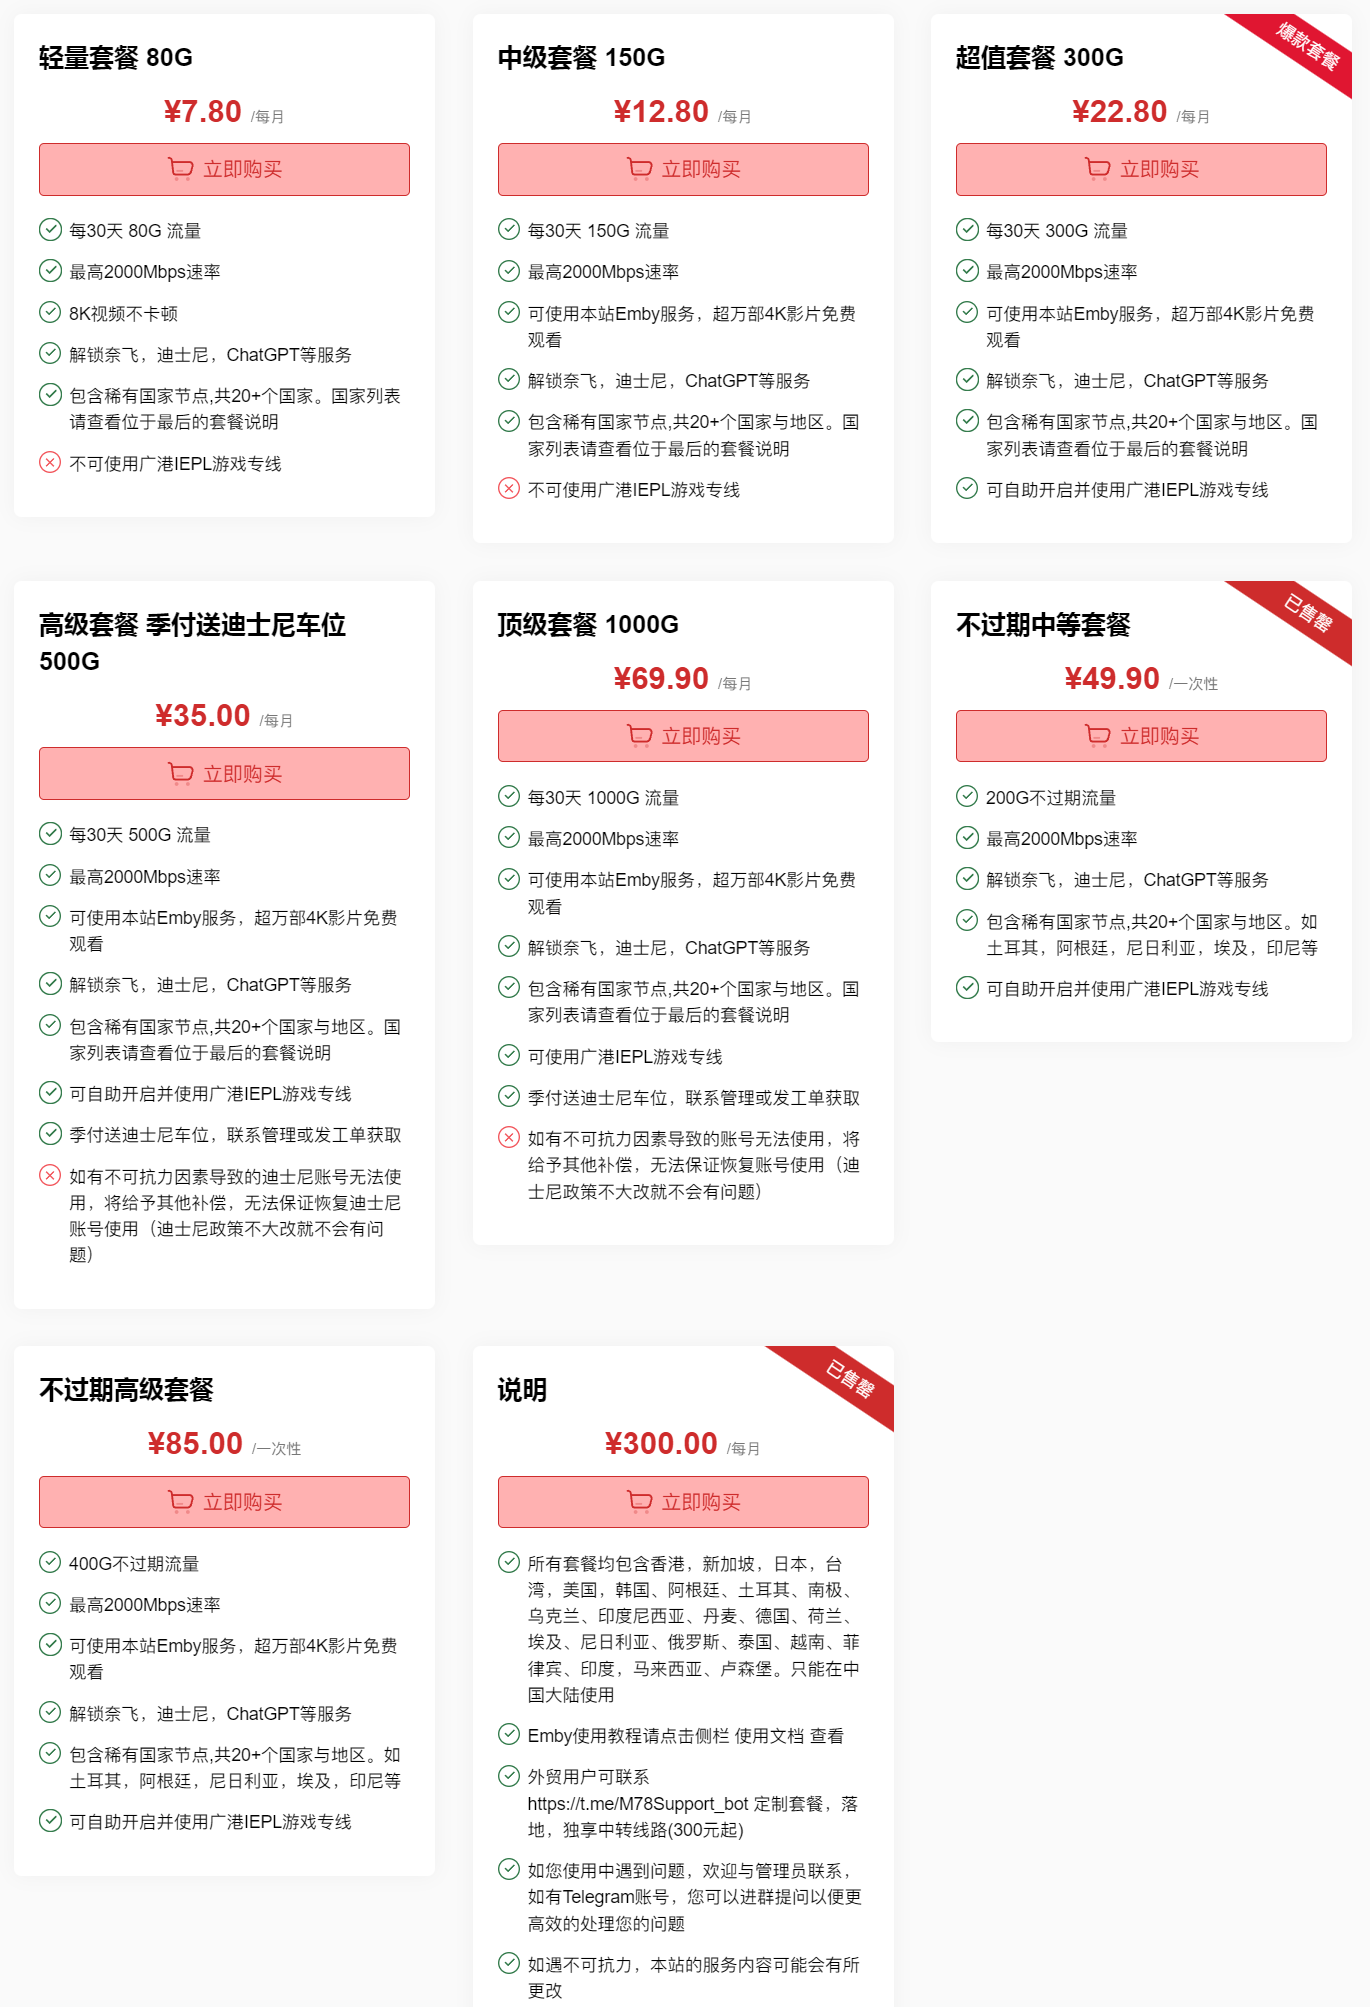 轻量套餐 80G
¥7.80 /每月
立即购买
每30天 80G 流量
最高2000Mbps速率
8K视频不卡顿
解锁奈飞，迪士尼，ChatGPT等服务
包含稀有国家节点,共20+个国家。国家列表
请查看位于最后的套餐说明
不可使用广港IEPL游戏专线
中级套餐 150G
¥12.80 /每月
立即购买
每30天 150G 流量
最高2000Mbps速率
可使用本站Emby服务，超万部4K影片免费
观看
解锁奈飞，迪士尼，ChatGPT等服务
包含稀有国家节点,共20+个国家与地区。国
家列表请查看位于最后的套餐说明
不可使用广港IEPL游戏专线
超值套餐 300G
爆款套餐
¥22.80 /每月
立即购买
每30天 300G 流量
最高2000Mbps速率
可使用本站Emby服务，超万部4K影片免费
观看
解锁奈飞，迪士尼，ChatGPT等服务
包含稀有国家节点,共20+个国家与地区。国
家列表请查看位于最后的套餐说明
可自助开启并使用广港IEPL游戏专线
高级套餐 季付送迪士尼车位
500G
¥35.00 /每月
立即购买
每30天 500G 流量
最高2000Mbps速率
可使用本站Emby服务，超万部4K影片免费
观看
解锁奈飞，迪士尼，ChatGPT等服务
包含稀有国家节点,共20+个国家与地区。国
家列表请查看位于最后的套餐说明
可自助开启并使用广港IEPL游戏专线
季付送迪士尼车位，联系管理或发工单获取
如有不可抗力因素导致的迪士尼账号无法使
用，将给予其他补偿，无法保证恢复迪士尼
账号使用（迪士尼政策不大改就不会有问
题）
顶级套餐 1000G
¥69.90 /每月
立即购买
每30天 1000G 流量
最高2000Mbps速率
可使用本站Emby服务，超万部4K影片免费
观看
解锁奈飞，迪士尼，ChatGPT等服务
包含稀有国家节点,共20+个国家与地区。国
家列表请查看位于最后的套餐说明
可使用广港IEPL游戏专线
季付送迪士尼车位，联系管理或发工单获取
如有不可抗力因素导致的账号无法使用，将
给予其他补偿，无法保证恢复账号使用（迪
士尼政策不大改就不会有问题）
不过期中等套餐
已售罄
¥49.90 /一次性
立即购买
200G不过期流量
最高2000Mbps速率
解锁奈飞，迪士尼，ChatGPT等服务
包含稀有国家节点,共20+个国家与地区。如
土耳其，阿根廷，尼日利亚，埃及，印尼等
可自助开启并使用广港IEPL游戏专线
不过期高级套餐
¥85.00 /一次性
立即购买
400G不过期流量
最高2000Mbps速率
可使用本站Emby服务，超万部4K影片免费
观看
解锁奈飞，迪士尼，ChatGPT等服务
包含稀有国家节点,共20+个国家与地区。如
土耳其，阿根廷，尼日利亚，埃及，印尼等
可自助开启并使用广港IEPL游戏专线
说明
已售罄
¥300.00 /每月
立即购买
所有套餐均包含香港，新加坡，日本，台
湾，美国，韩国、阿根廷、土耳其、南极、
乌克兰、印度尼西亚、丹麦、德国、荷兰、
埃及、尼日利亚、俄罗斯、泰国、越南、菲
律宾、印度，马来西亚、卢森堡。只能在中
国大陆使用
Emby使用教程请点击侧栏 使用文档 查看
外贸用户可联系
https://t.me/M78Support_bot 定制套餐，落
地，独享中转线路(300元起)
如您使用中遇到问题，欢迎与管理员联系，
如有Telegram账号，您可以进群提问以便更
高效的处理您的问题
如遇不可抗力，本站的服务内容可能会有所
更改